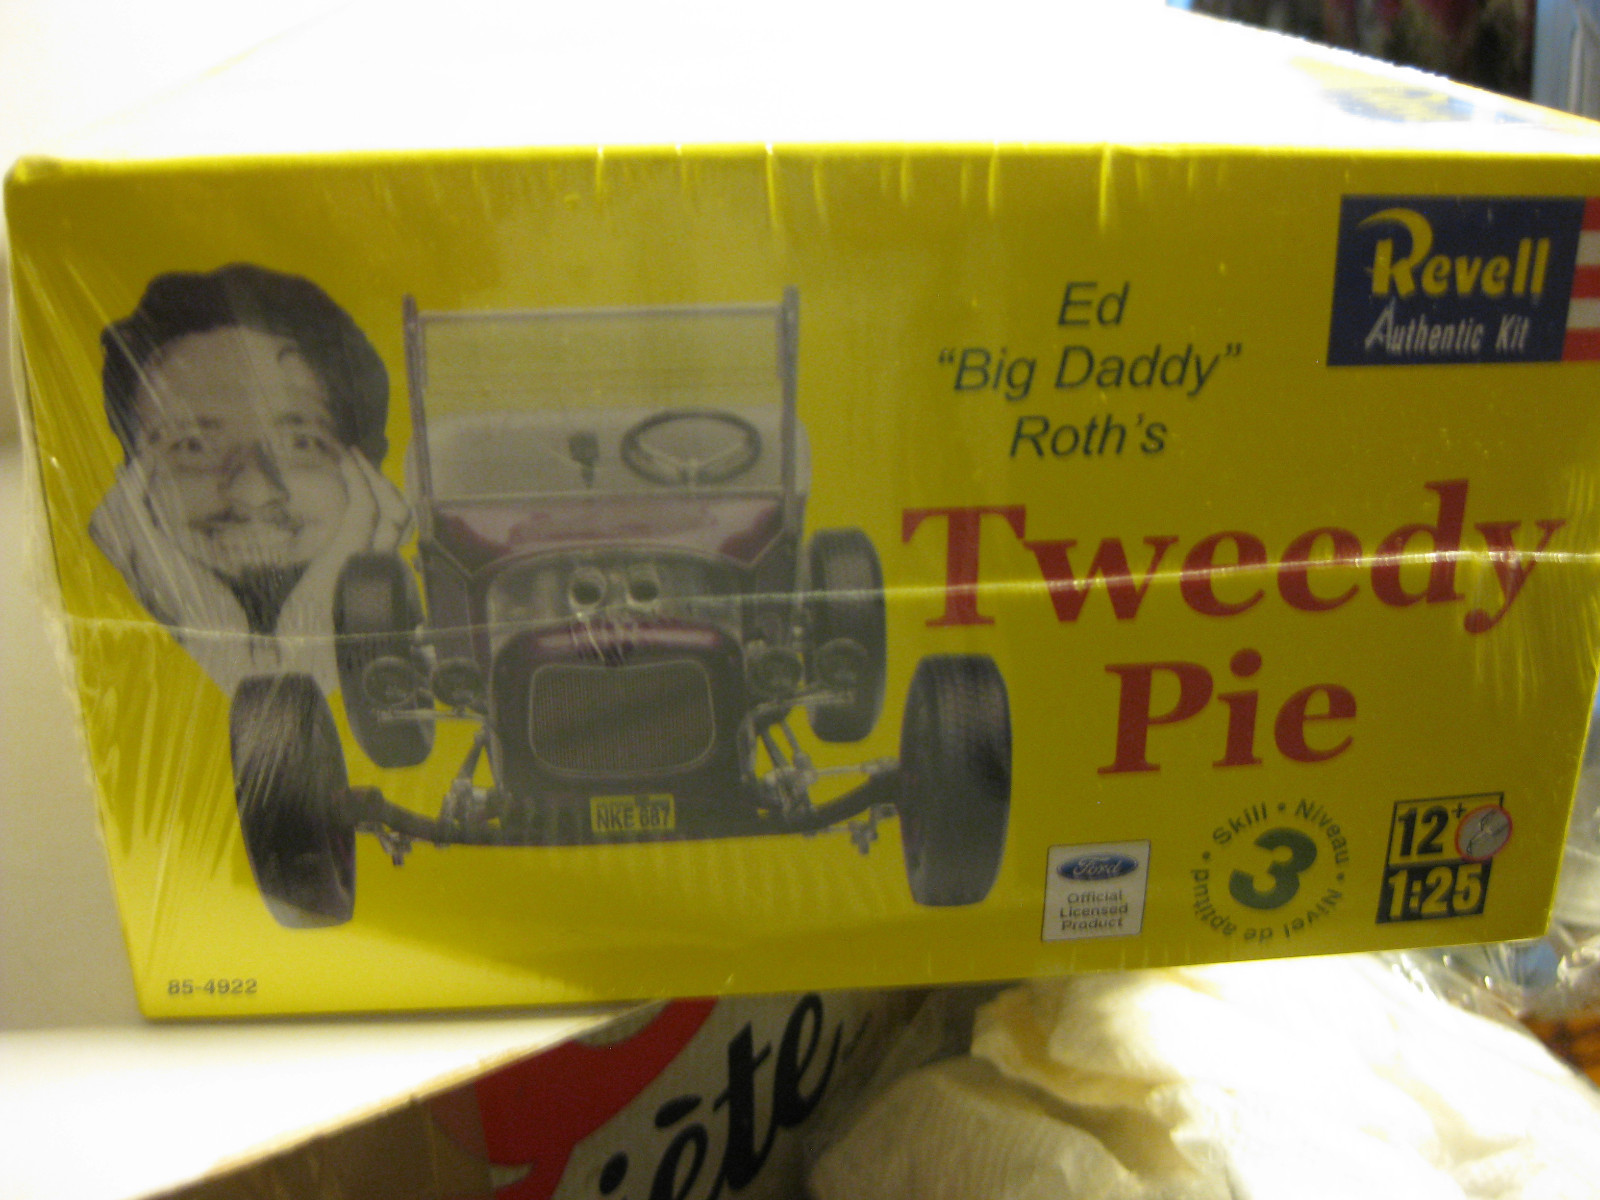 Revell
Authentic Kit
Ed
“Big Daddy”
Roth's
Tweedy
Pie
NKE 687
Ford
Official
Licensed
Product
Skill • Niveau • Nivel de aptitud •
3
12+
1:25
85-4922
iété